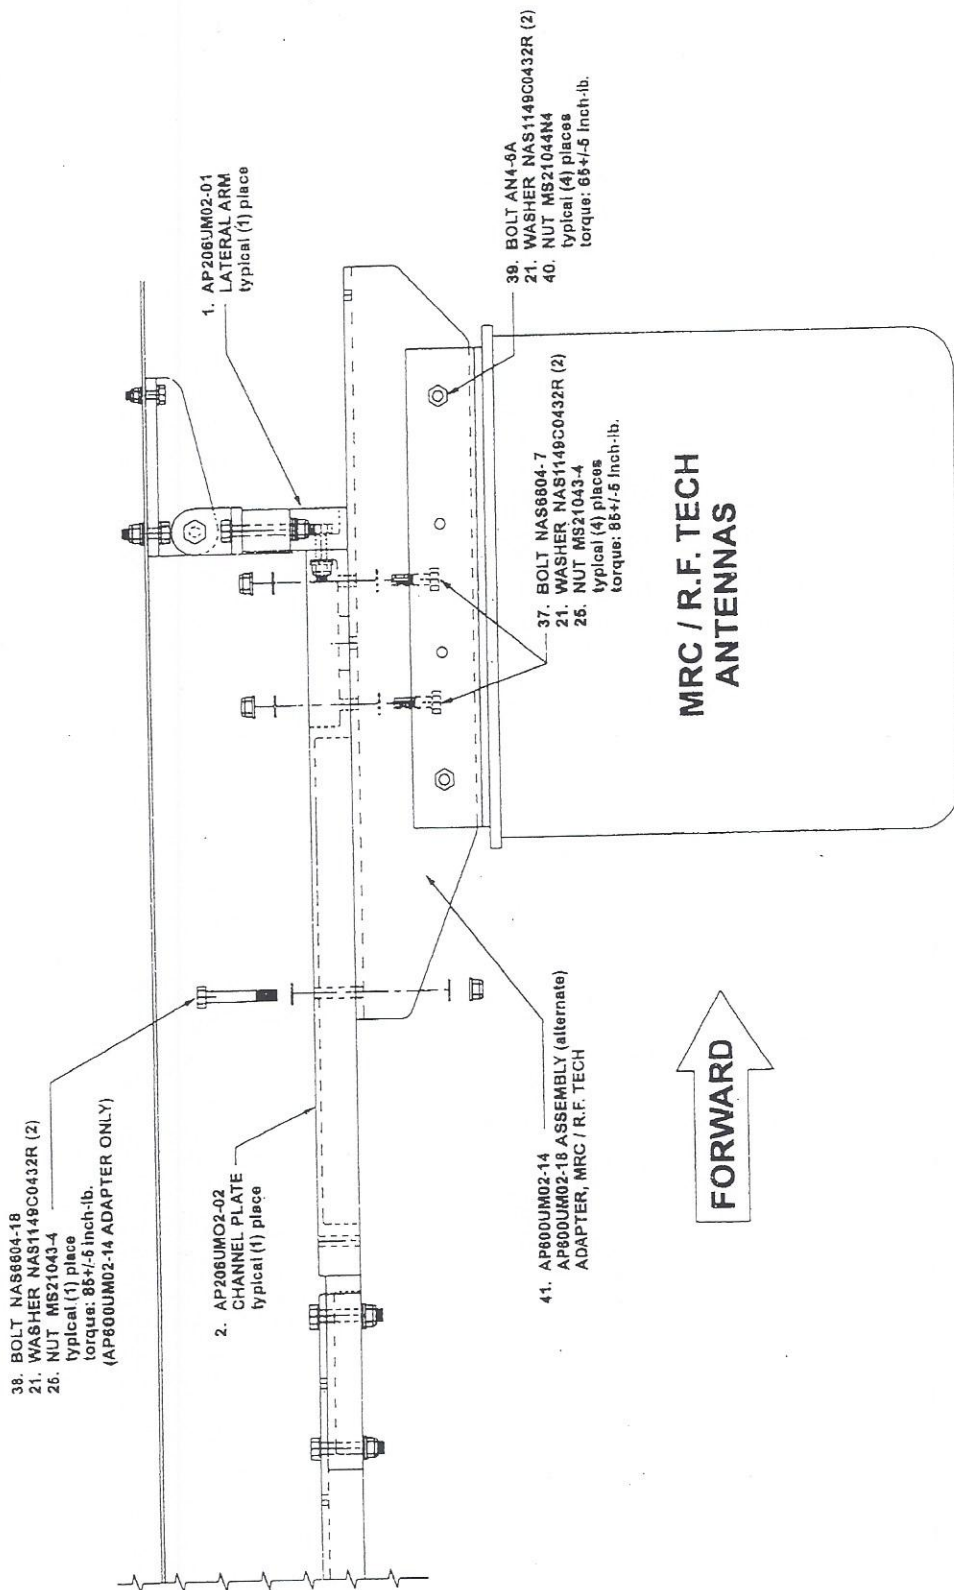 38. BOLT NAS6604-18
21. WASHER NAS1149C0432R (2)
25. NUT MS21043-4
typical (1) place
torque: 85+/-5 inch-lb.
(AP600UM02-14 ADAPTER ONLY)
2. AP206UMO2-02
CHANNEL PLATE
typical (1) place
1. AP206UM02-01
LATERAL ARM
typical (1) place
39. BOLT AN4-6A
21. WASHER NAS1149C0432R (2)
40. NUT MS21044N4
typical (4) places
torque: 65+/-5 inch-lb.
37. BOLT NAS6604-7
21. WASHER NAS1149C0432R (2)
25. NUT MS21043-4
typical (4) places
torque: 85+/-5 inch-lb.
41. AP600UM02-14
AP600UM02-18 ASSEMBLY (alternate)
ADAPTER, MRC / R.F. TECH
MRC / R.F. TECH
ANTENNAS
FORWARD